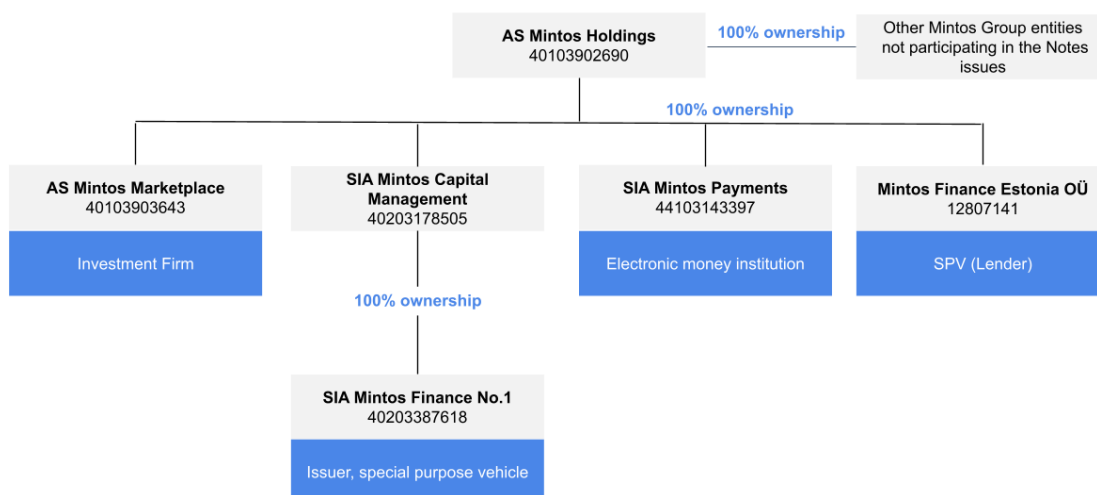 AS Mintos Holdings
40103902690
100% ownership
Other Mintos Group entities
not participating in the Notes
issues
100% ownership
AS Mintos Marketplace
40103903643
Investment Firm
SIA Mintos Capital
Management
40203178505
SIA Mintos Payments
44103143397
Electronic money institution
Mintos Finance Estonia OÜ
12807141
SPV (Lender)
100% ownership
SIA Mintos Finance No.1
40203387618
Issuer, special purpose vehicle